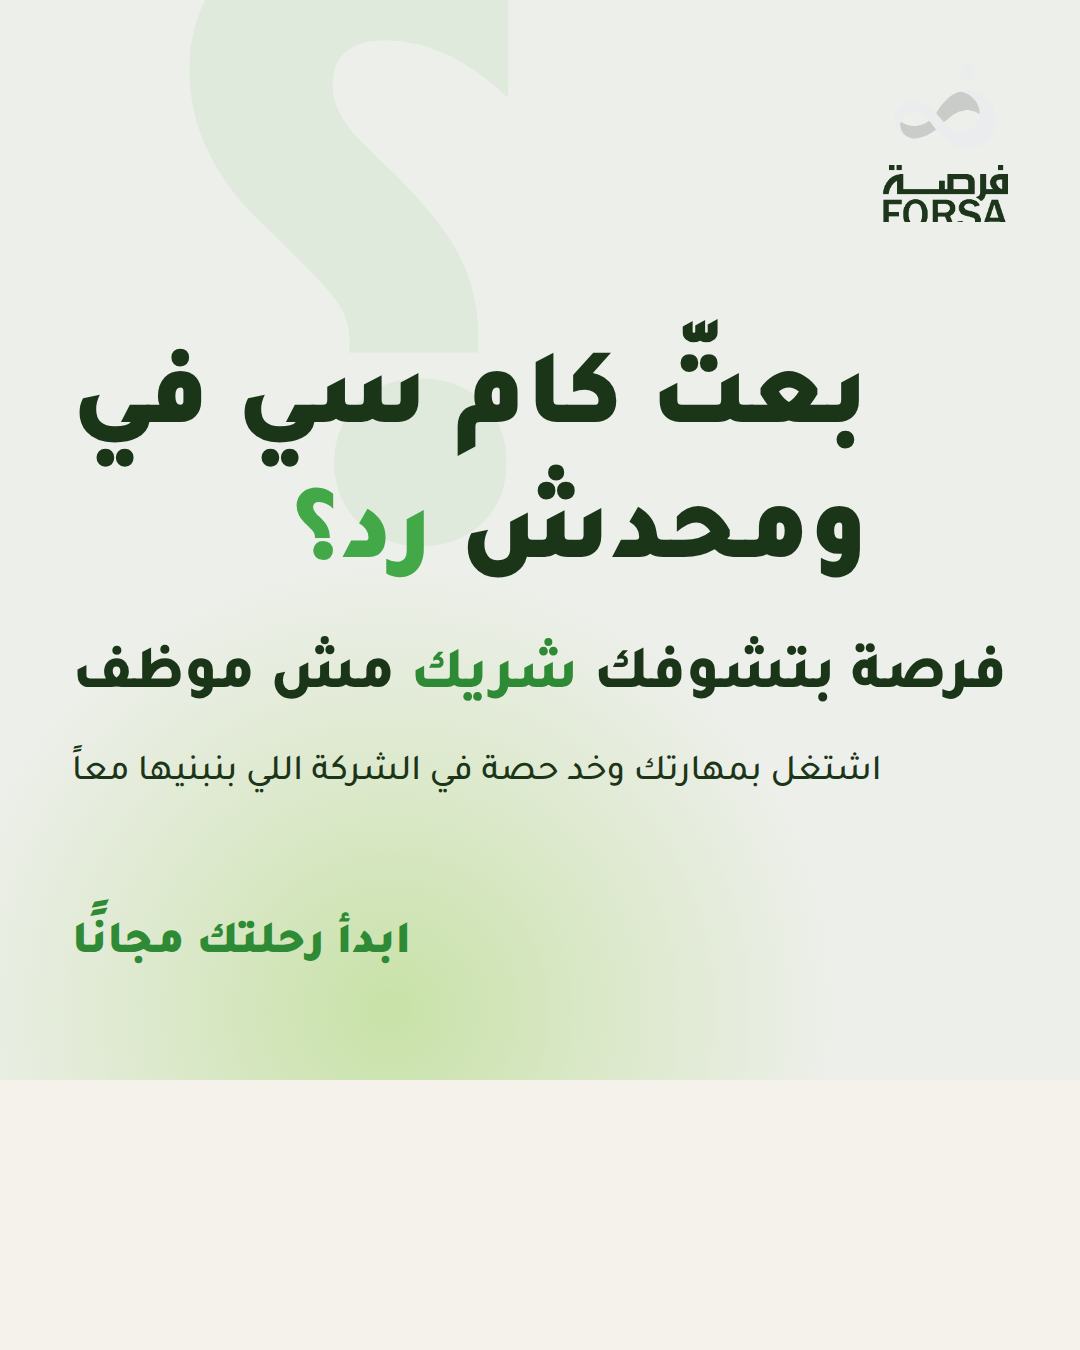 فرصة
FORSA
بعتّ كام سي في
ومحدش رد؟
فرصة بتشوفك شريك مش موظف
اشتغل بمهارتك وخد حصة في الشركة اللي بنبنيها معاً
ابدأ رحلتك مجانًا